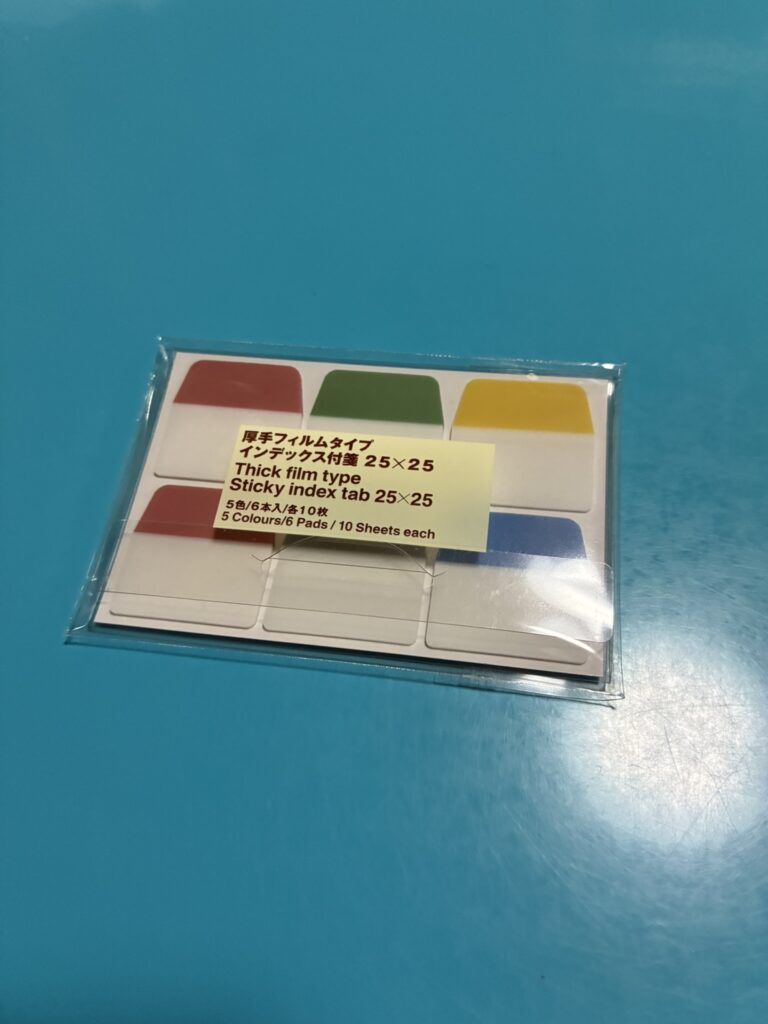 厚手フィルムタイプ
インデックス付箋 25×25
Thick film type
Sticky index tab 25×25
5色/6本入/各10枚
5 Colours/6 Pads / 10 Sheets each